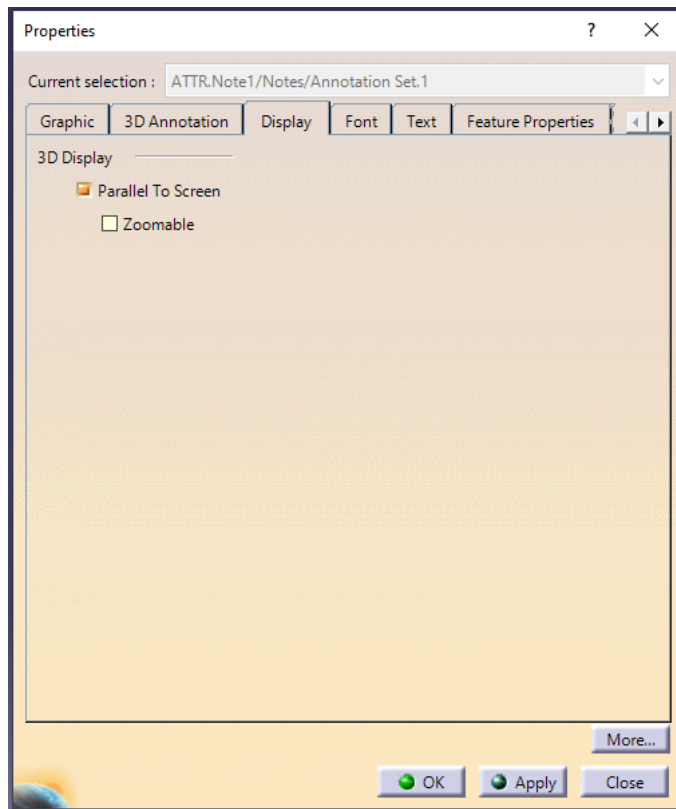 Properties
?
Current selection : ATTR.Note1/Notes/Annotation Set.1
Graphic 3D Annotation Display Font Text Feature Properties
3D Display
Parallel To Screen
Zoomable
More...
OK Apply Close